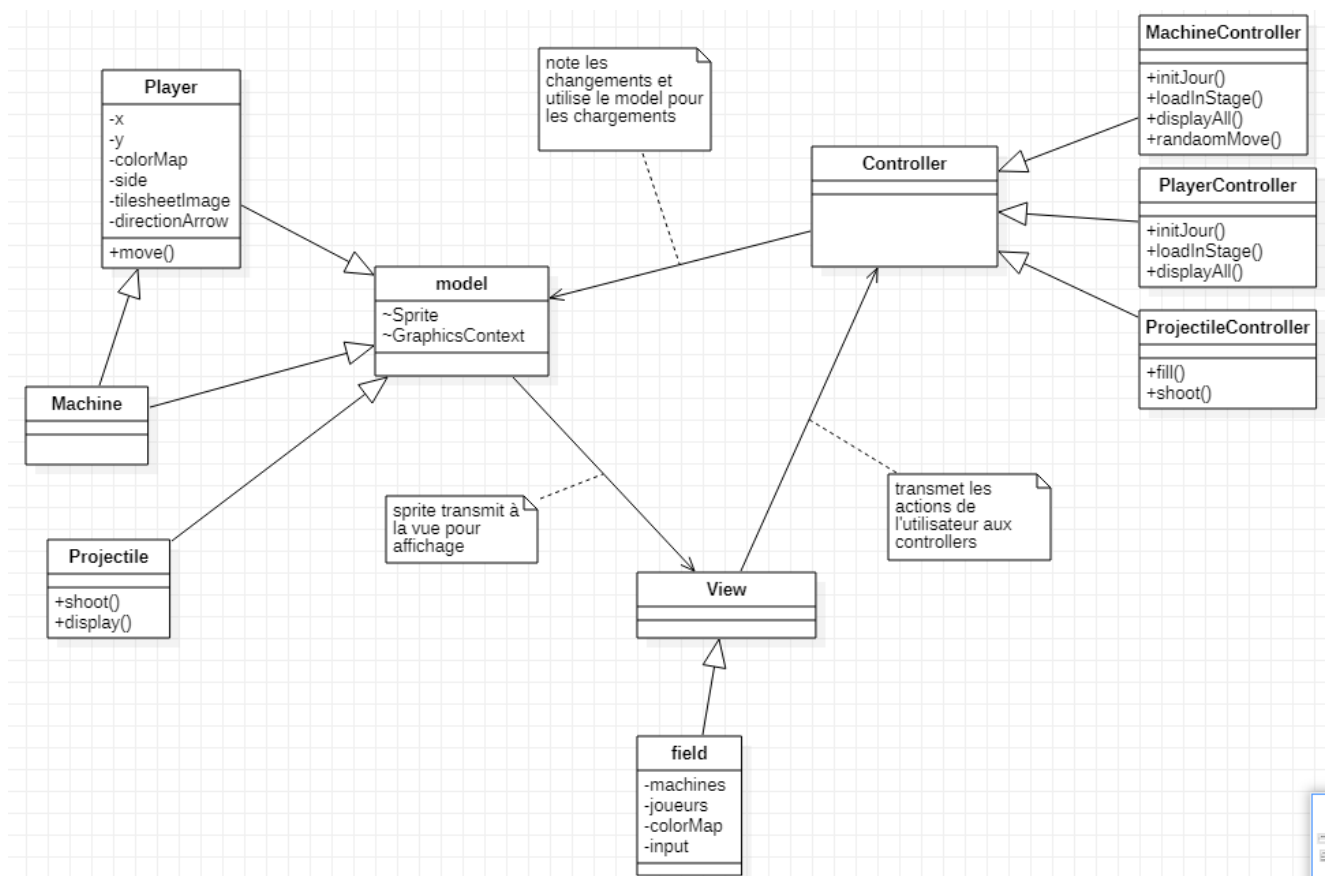 Player
-x
-y
-colorMap
-side
-tilesheetImage
-directionArrow
+move()
note les
changements et
utilise le model pour
les chargements
MachineController
+initJour()
+loadInStage()
+displayAll()
+randaomMove()
Controller
PlayerController
+initJour()
+loadInStage()
+displayAll()
ProjectileController
+fill()
+shoot()
model
~Sprite
~GraphicsContext
Machine
Projectile
+shoot()
+display()
sprite transmit à
la vue pour
affichage
transmet les
actions de
l'utilisateur aux
controllers
View
field
-machines
-joueurs
-colorMap
-input